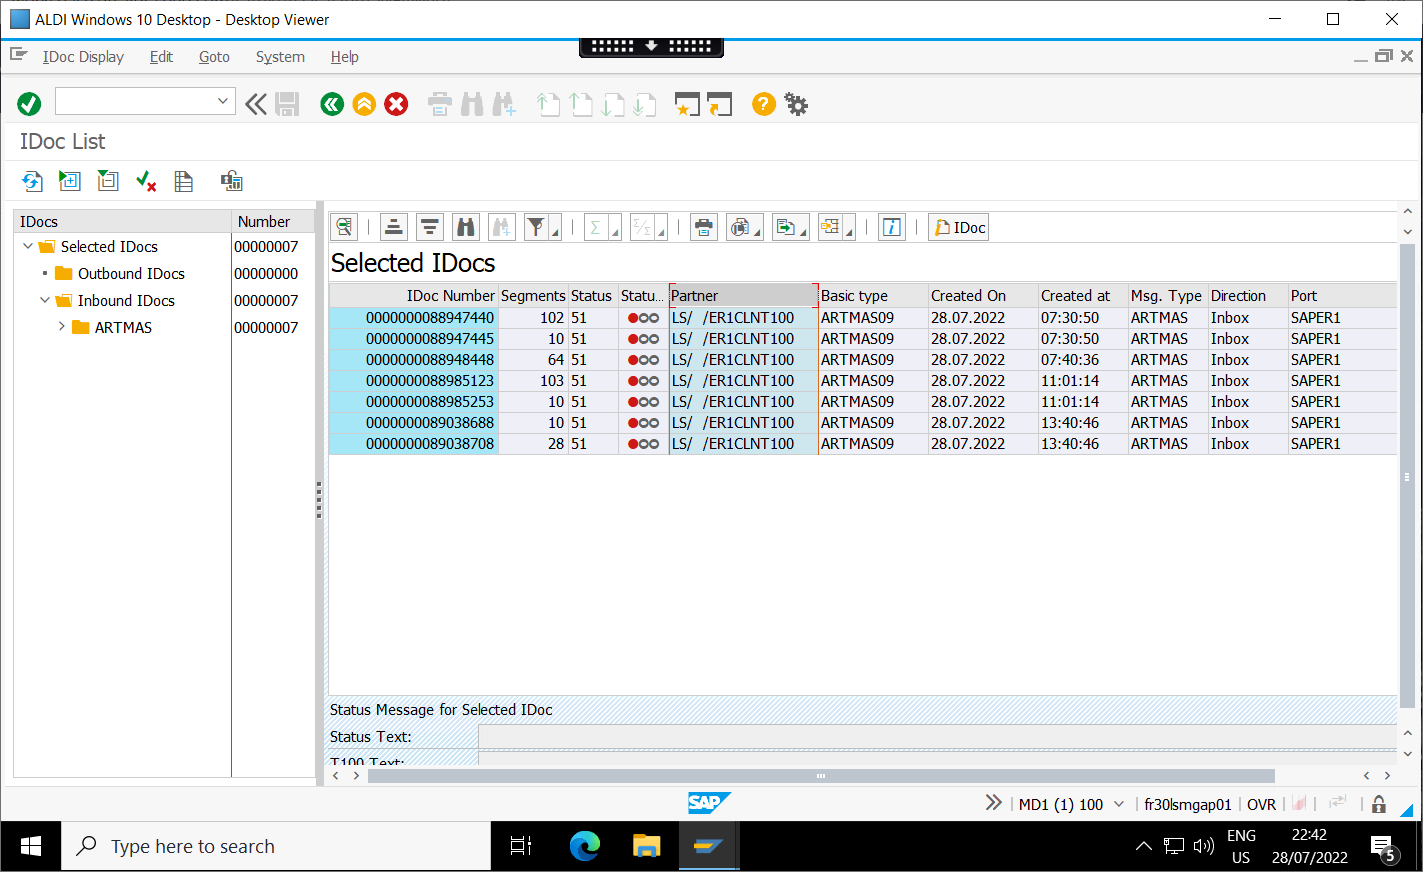 ALDI Windows 10 Desktop - Desktop Viewer
IDoc Display Edit Goto System Help
IDoc List
IDocs Number
Selected IDocs 00000007
Outbound IDocs 00000000
Inbound IDocs 00000007
ARTMAS 00000007
IDoc
Selected IDocs
IDoc Number Segments Status Statu... Partner Basic type Created On Created at Msg. Type Direction Port
0000000088947440 102 51 LS/ /ER1CLNT100 ARTMAS09 28.07.2022 07:30:50 ARTMAS Inbox SAPER1
0000000088947445 10 51 LS/ /ER1CLNT100 ARTMAS09 28.07.2022 07:30:50 ARTMAS Inbox SAPER1
0000000088948448 64 51 LS/ /ER1CLNT100 ARTMAS09 28.07.2022 07:40:36 ARTMAS Inbox SAPER1
0000000088985123 103 51 LS/ /ER1CLNT100 ARTMAS09 28.07.2022 11:01:14 ARTMAS Inbox SAPER1
0000000088985253 10 51 LS/ /ER1CLNT100 ARTMAS09 28.07.2022 11:01:14 ARTMAS Inbox SAPER1
0000000089038688 10 51 LS/ /ER1CLNT100 ARTMAS09 28.07.2022 13:40:46 ARTMAS Inbox SAPER1
0000000089038708 28 51 LS/ /ER1CLNT100 ARTMAS09 28.07.2022 13:40:46 ARTMAS Inbox SAPER1
Status Message for Selected IDoc
Status Text:
T100 Text:
SAP
MD1 (1) 100 fr30lsmgap01 OVR
Type here to search
ENG
US
22:42
28/07/2022
5